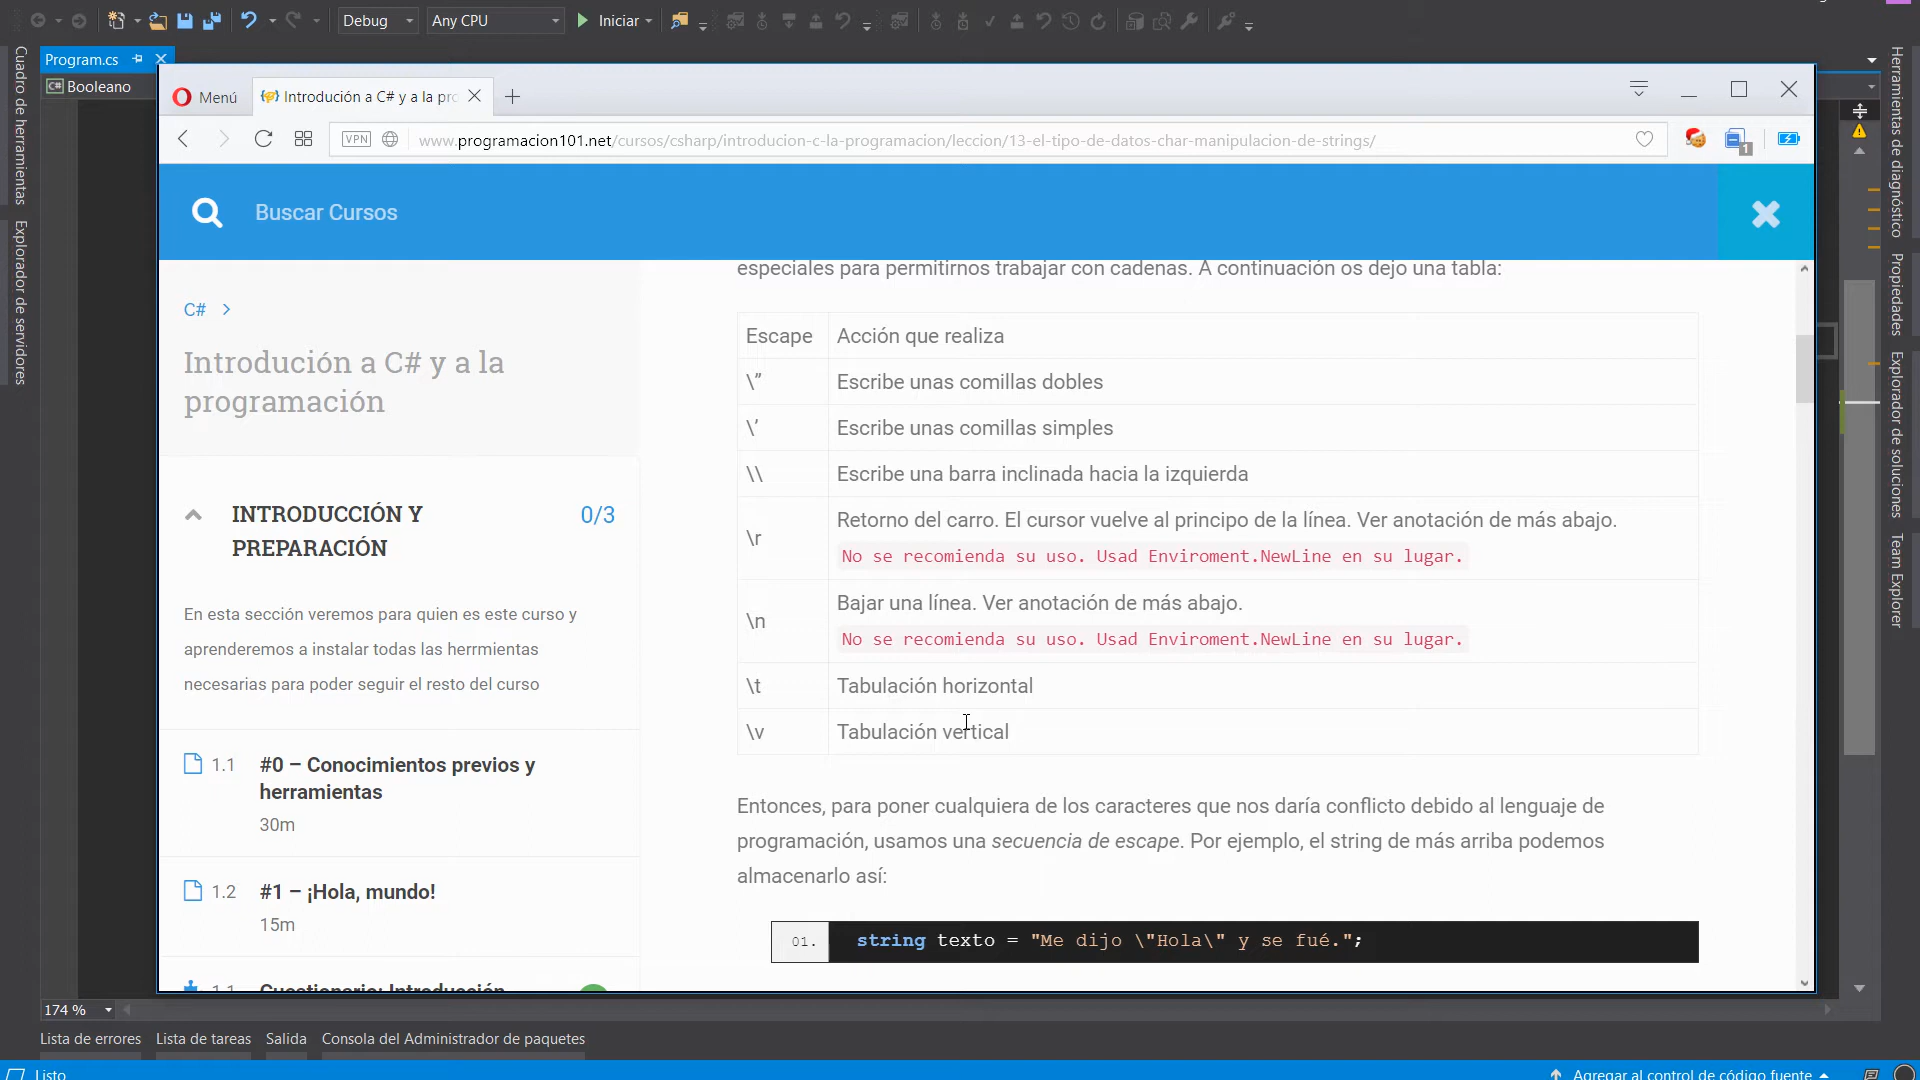 Debug
Any CPU
Iniciar
Program.cs
C# Booleano
Cuadro de herramientas
Explorador de servidores
Menú
Introdución a C# y a la pro
VPN
www.programacion101.net/cursos/csharp/introducion-c-la-programacion/leccion/13-el-tipo-de-datos-char-manipulacion-de-strings/
1
Buscar Cursos
C# >
Introdución a C# y a la
programación
INTRODUCCIÓN Y
PREPARACIÓN
0/3
En esta sección veremos para quien es este curso y
aprenderemos a instalar todas las herrmientas
necesarias para poder seguir el resto del curso
1.1 #0 – Conocimientos previos y
herramientas
30m
1.2 #1 – ¡Hola, mundo!
15m
1.1 Cuestionario: Introducción
especiales para permitirnos trabajar con cadenas. A continuación os dejo una tabla:
Escape Acción que realiza
\” Escribe unas comillas dobles
\’ Escribe unas comillas simples
\\ Escribe una barra inclinada hacia la izquierda
\r Retorno del carro. El cursor vuelve al principo de la línea. Ver anotación de más abajo.
No se recomienda su uso. Usad Enviroment.NewLine en su lugar.
\n Bajar una línea. Ver anotación de más abajo.
No se recomienda su uso. Usad Enviroment.NewLine en su lugar.
\t Tabulación horizontal
\v Tabulación vertical
Entonces, para poner cualquiera de los caracteres que nos daría conflicto debido al lenguaje de
programación, usamos una secuencia de escape. Por ejemplo, el string de más arriba podemos
almacenarlo así:
01. string texto = "Me dijo \"Hola\" y se fué.";
Herramientas de diagnóstico
Propiedades
Explorador de soluciones
Team Explorer
174 %
Lista de errores
Lista de tareas
Salida
Consola del Administrador de paquetes
Listo
Agregar al control de código fuente